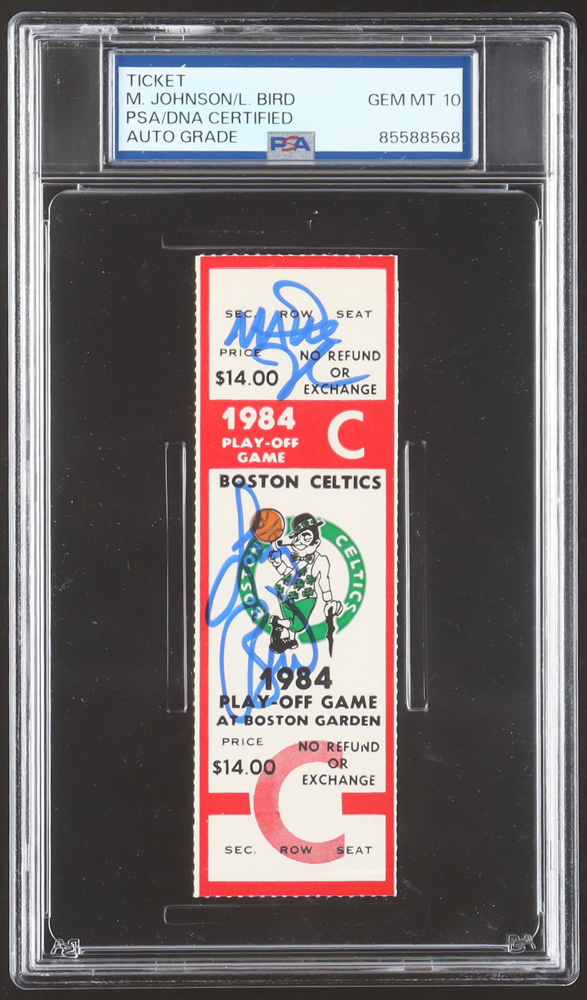 TICKET
M. JOHNSON/L. BIRD GEM MT 10
PSA/DNA CERTIFIED
AUTO GRADE PSA 85588568
SEC. ROW SEAT
PRICE NO REFUND
$14.00 OR
EXCHANGE
1984 C
PLAY-OFF
GAME
BOSTON CELTICS
BOSTON CELTICS
1984
PLAY-OFF GAME
AT BOSTON GARDEN
PRICE NO REFUND
$14.00 OR
EXCHANGE
C
SEC. ROW SEAT
PSA PSA